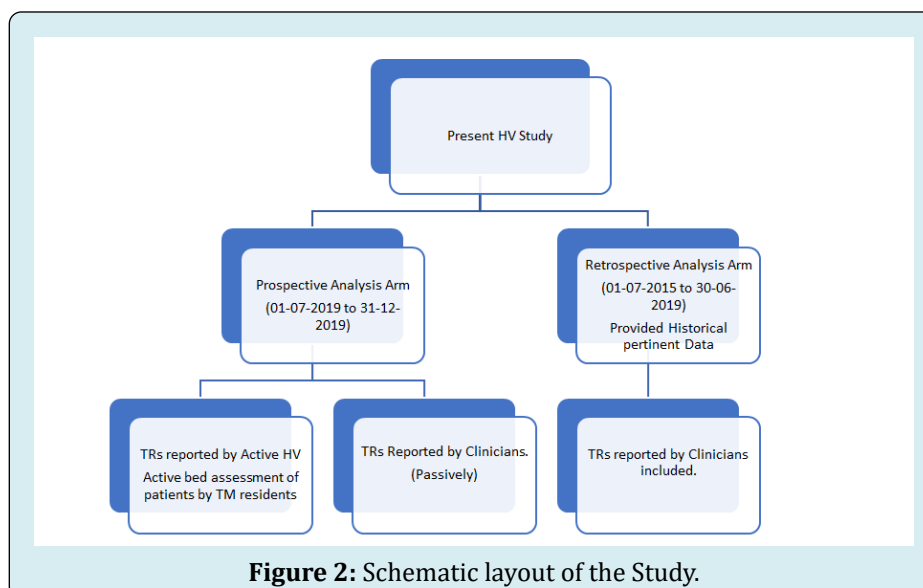 Present HV Study
Prospective Analysis Arm
(01-07-2019 to 31-12-
2019)
Retrospective Analysis Arm
(01-07-2015 to 30-06-
2019)
Provided Historical
pertinent Data
TRs reported by Active HV
Active bed assessment of
patients by TM residents
TRs Reported by Clinicians.
(Passively)
TRs reported by Clinicians
included.
Figure 2: Schematic layout of the Study.